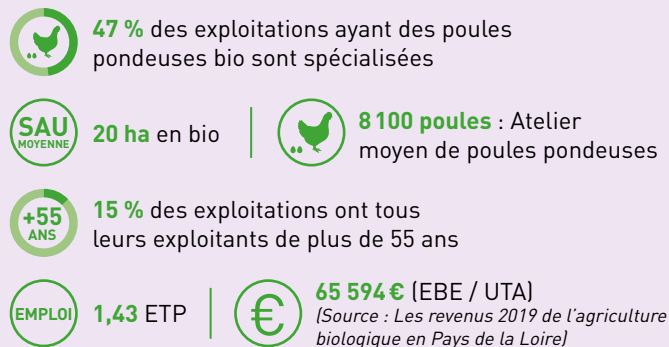 47 % des exploitations ayant des poules
pondeuses bio sont spécialisées
SAU
MOYENNE
20 ha en bio
8 100 poules : Atelier
moyen de poules pondeuses
+55
ANS
15 % des exploitations ont tous
leurs exploitants de plus de 55 ans
EMPLOI
1,43 ETP
€
65 594 € (EBE / UTA)
(Source : Les revenus 2019 de l'agriculture
biologique en Pays de la Loire)